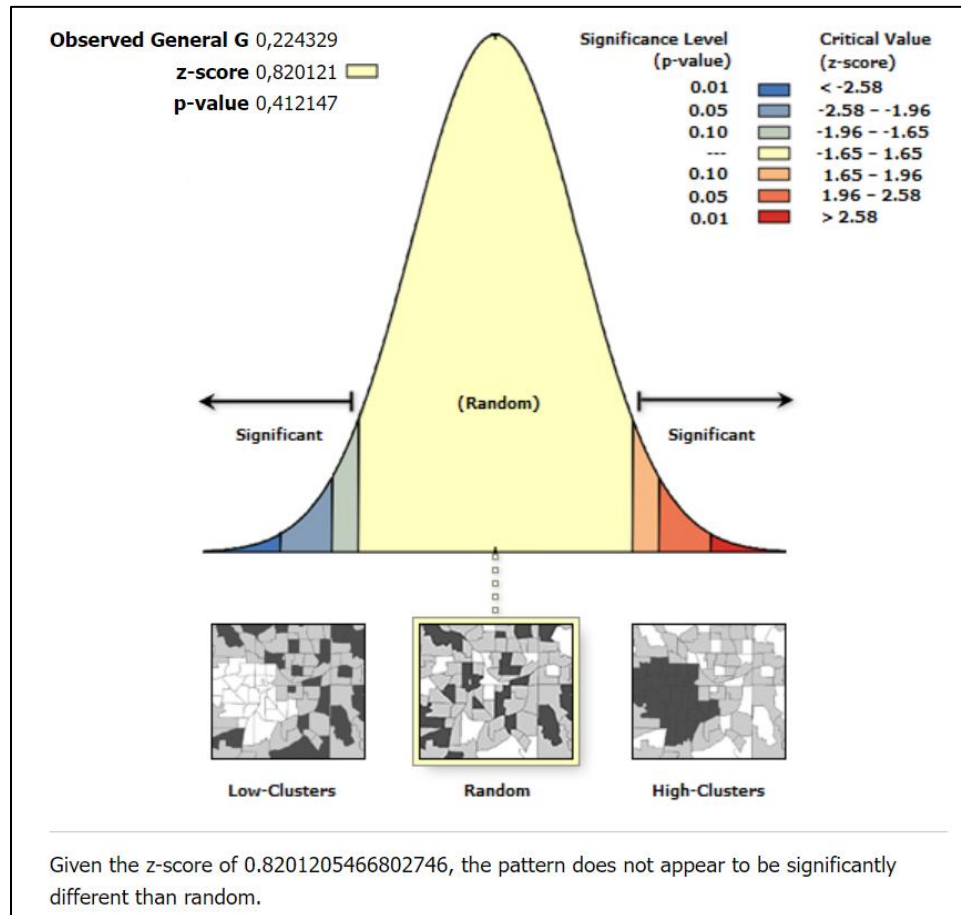 Observed General G 0,224329
z-score 0,820121
p-value 0,412147
Significance Level
(p-value)
Critical Value
(z-score)
0.01 < -2.58
0.05 -2.58 – -1.96
0.10 -1.96 – -1.65
--- -1.65 – 1.65
0.10 1.65 – 1.96
0.05 1.96 – 2.58
0.01 > 2.58
(Random)
Significant
Significant
Low-Clusters
Random
High-Clusters
Given the z-score of 0.8201205466802746, the pattern does not appear to be significantly
different than random.